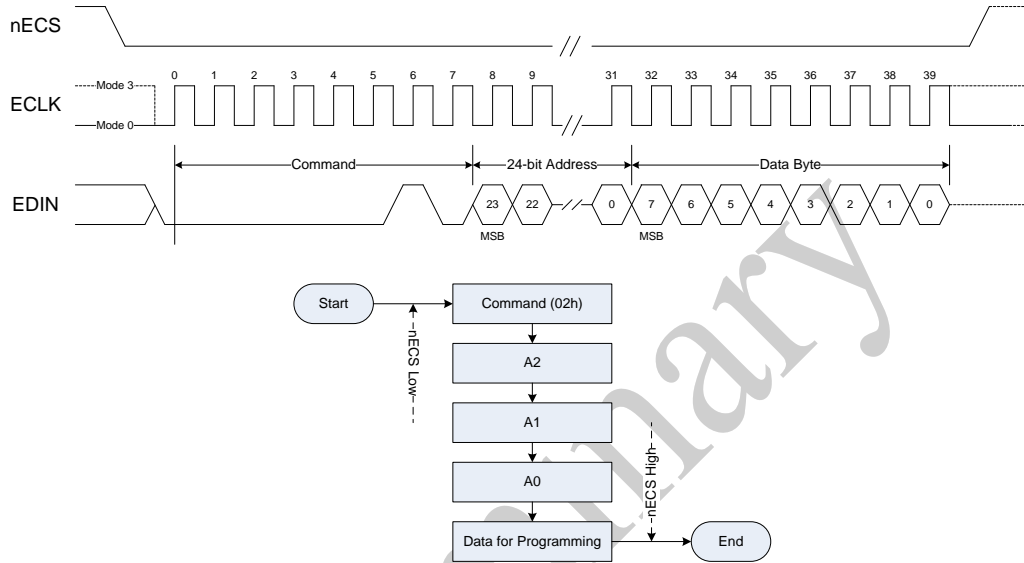 nECS
0 1 2 3 4 5 6 7 8 9 31 32 33 34 35 36 37 38 39
Mode 3
ECLK
Mode 0
Command 24-bit Address Data Byte
EDIN
23 22 0 7 6 5 4 3 2 1 0
MSB MSB
Start
Command (02h)
nECS Low
A2
A1
A0
nECS High
Data for Programming
End